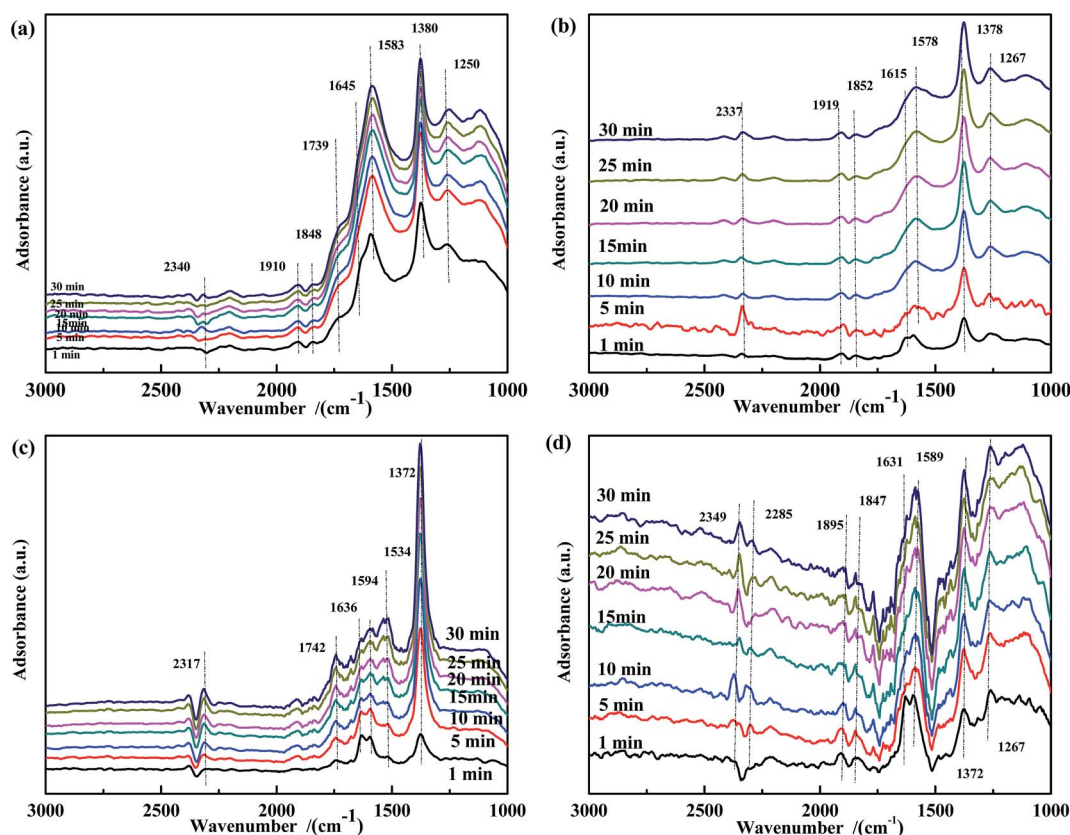 (a)
1380
1583
1250
1645
1739
1848
1910
2340
30 min
25 min
20 min
15min
10 min
5 min
1 min
Adsorbance (a.u.)
3000 2500 2000 1500 1000
Wavenumber /(cm-1)
(b)
1578
1378
1267
1615
1852
1919
2337
30 min
25 min
20 min
15min
10 min
5 min
1 min
Adsorbance (a.u.)
3000 2500 2000 1500 1000
Wavenumber /(cm-1)
(c)
1372
1534
1594
1636
1742
2317
30 min
25 min
20 min
15min
10 min
5 min
1 min
Adsorbance (a.u.)
3000 2500 2000 1500 1000
Wavenumber /(cm-1)
(d)
1631
1589
1847
1895
2285
2349
30 min
25 min
20 min
15min
10 min
5 min
1 min
1267
1372
Adsorbance (a.u.)
3000 2500 2000 1500 1000
Wavenumber /(cm-1)